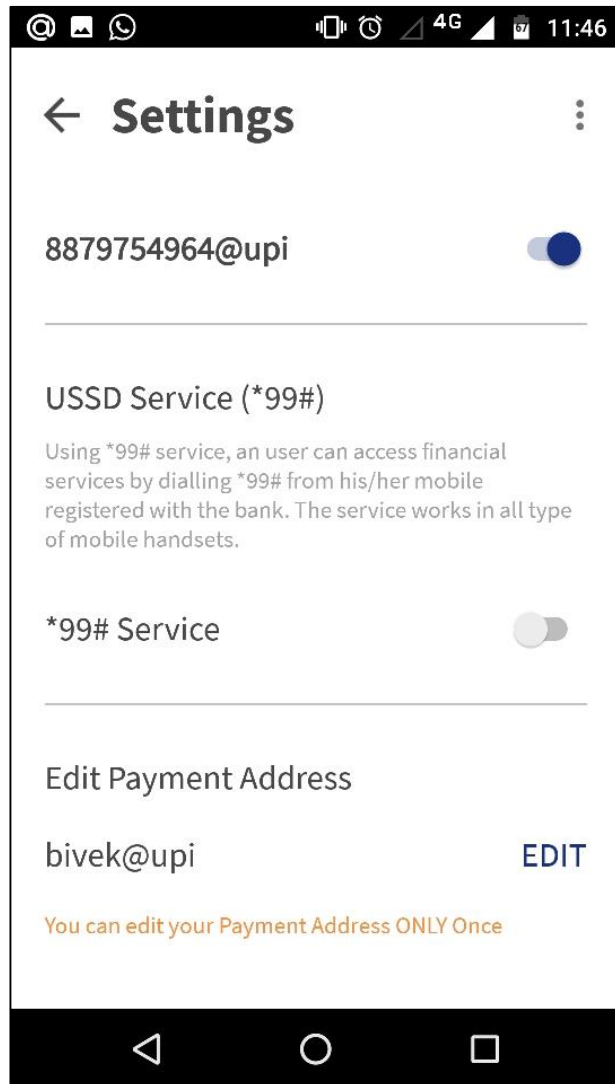 4G 67 11:46
Settings
8879754964@upi
USSD Service (*99#)
Using *99# service, an user can access financial
services by dialling *99# from his/her mobile
registered with the bank. The service works in all type
of mobile handsets.
*99# Service
Edit Payment Address
bivek@upi EDIT
You can edit your Payment Address ONLY Once